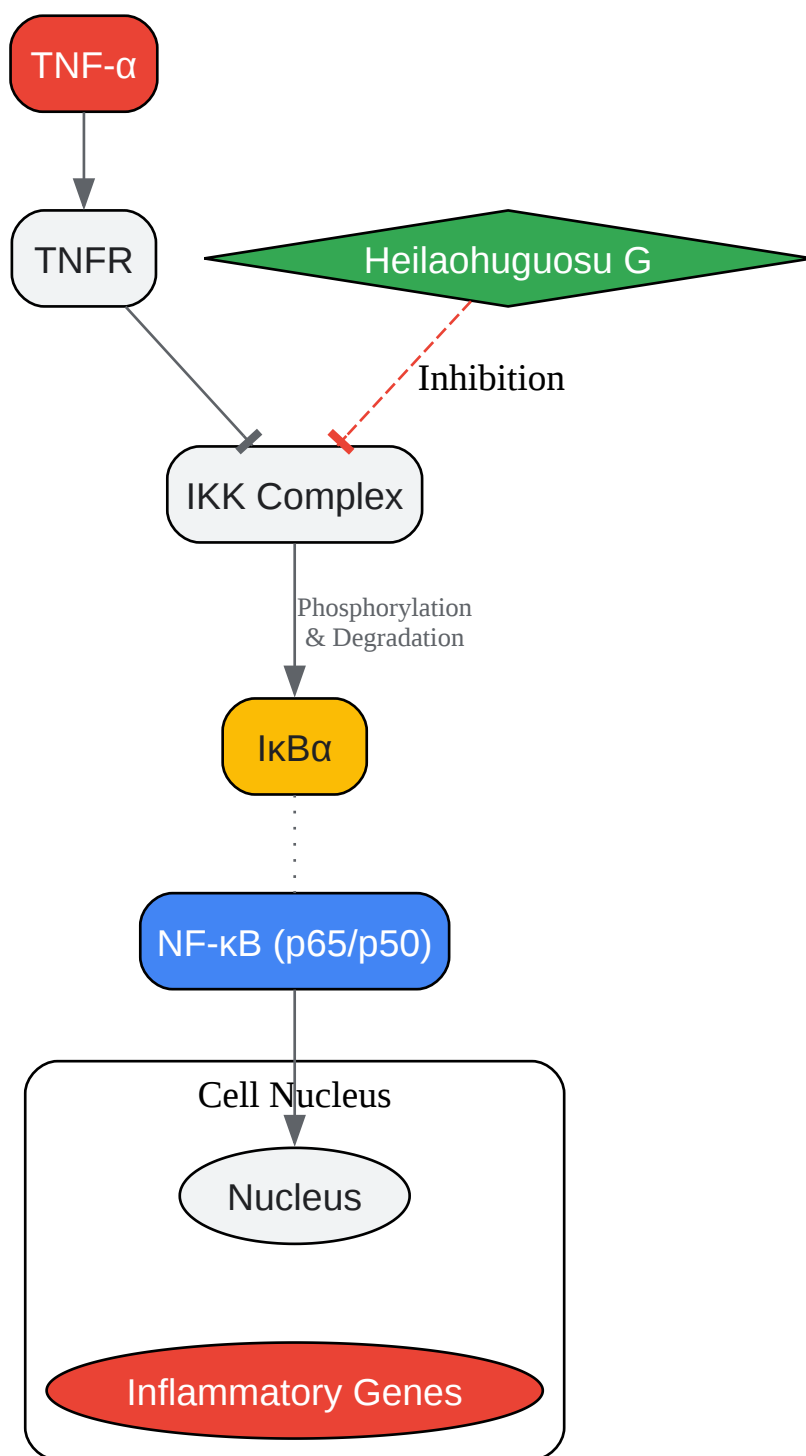 TNF-α
TNFR
Heilaohuguosu G
Inhibition
IKK Complex
Phosphorylation
& Degradation
IκBα
NF-κB (p65/p50)
Cell Nucleus
Nucleus
Inflammatory Genes